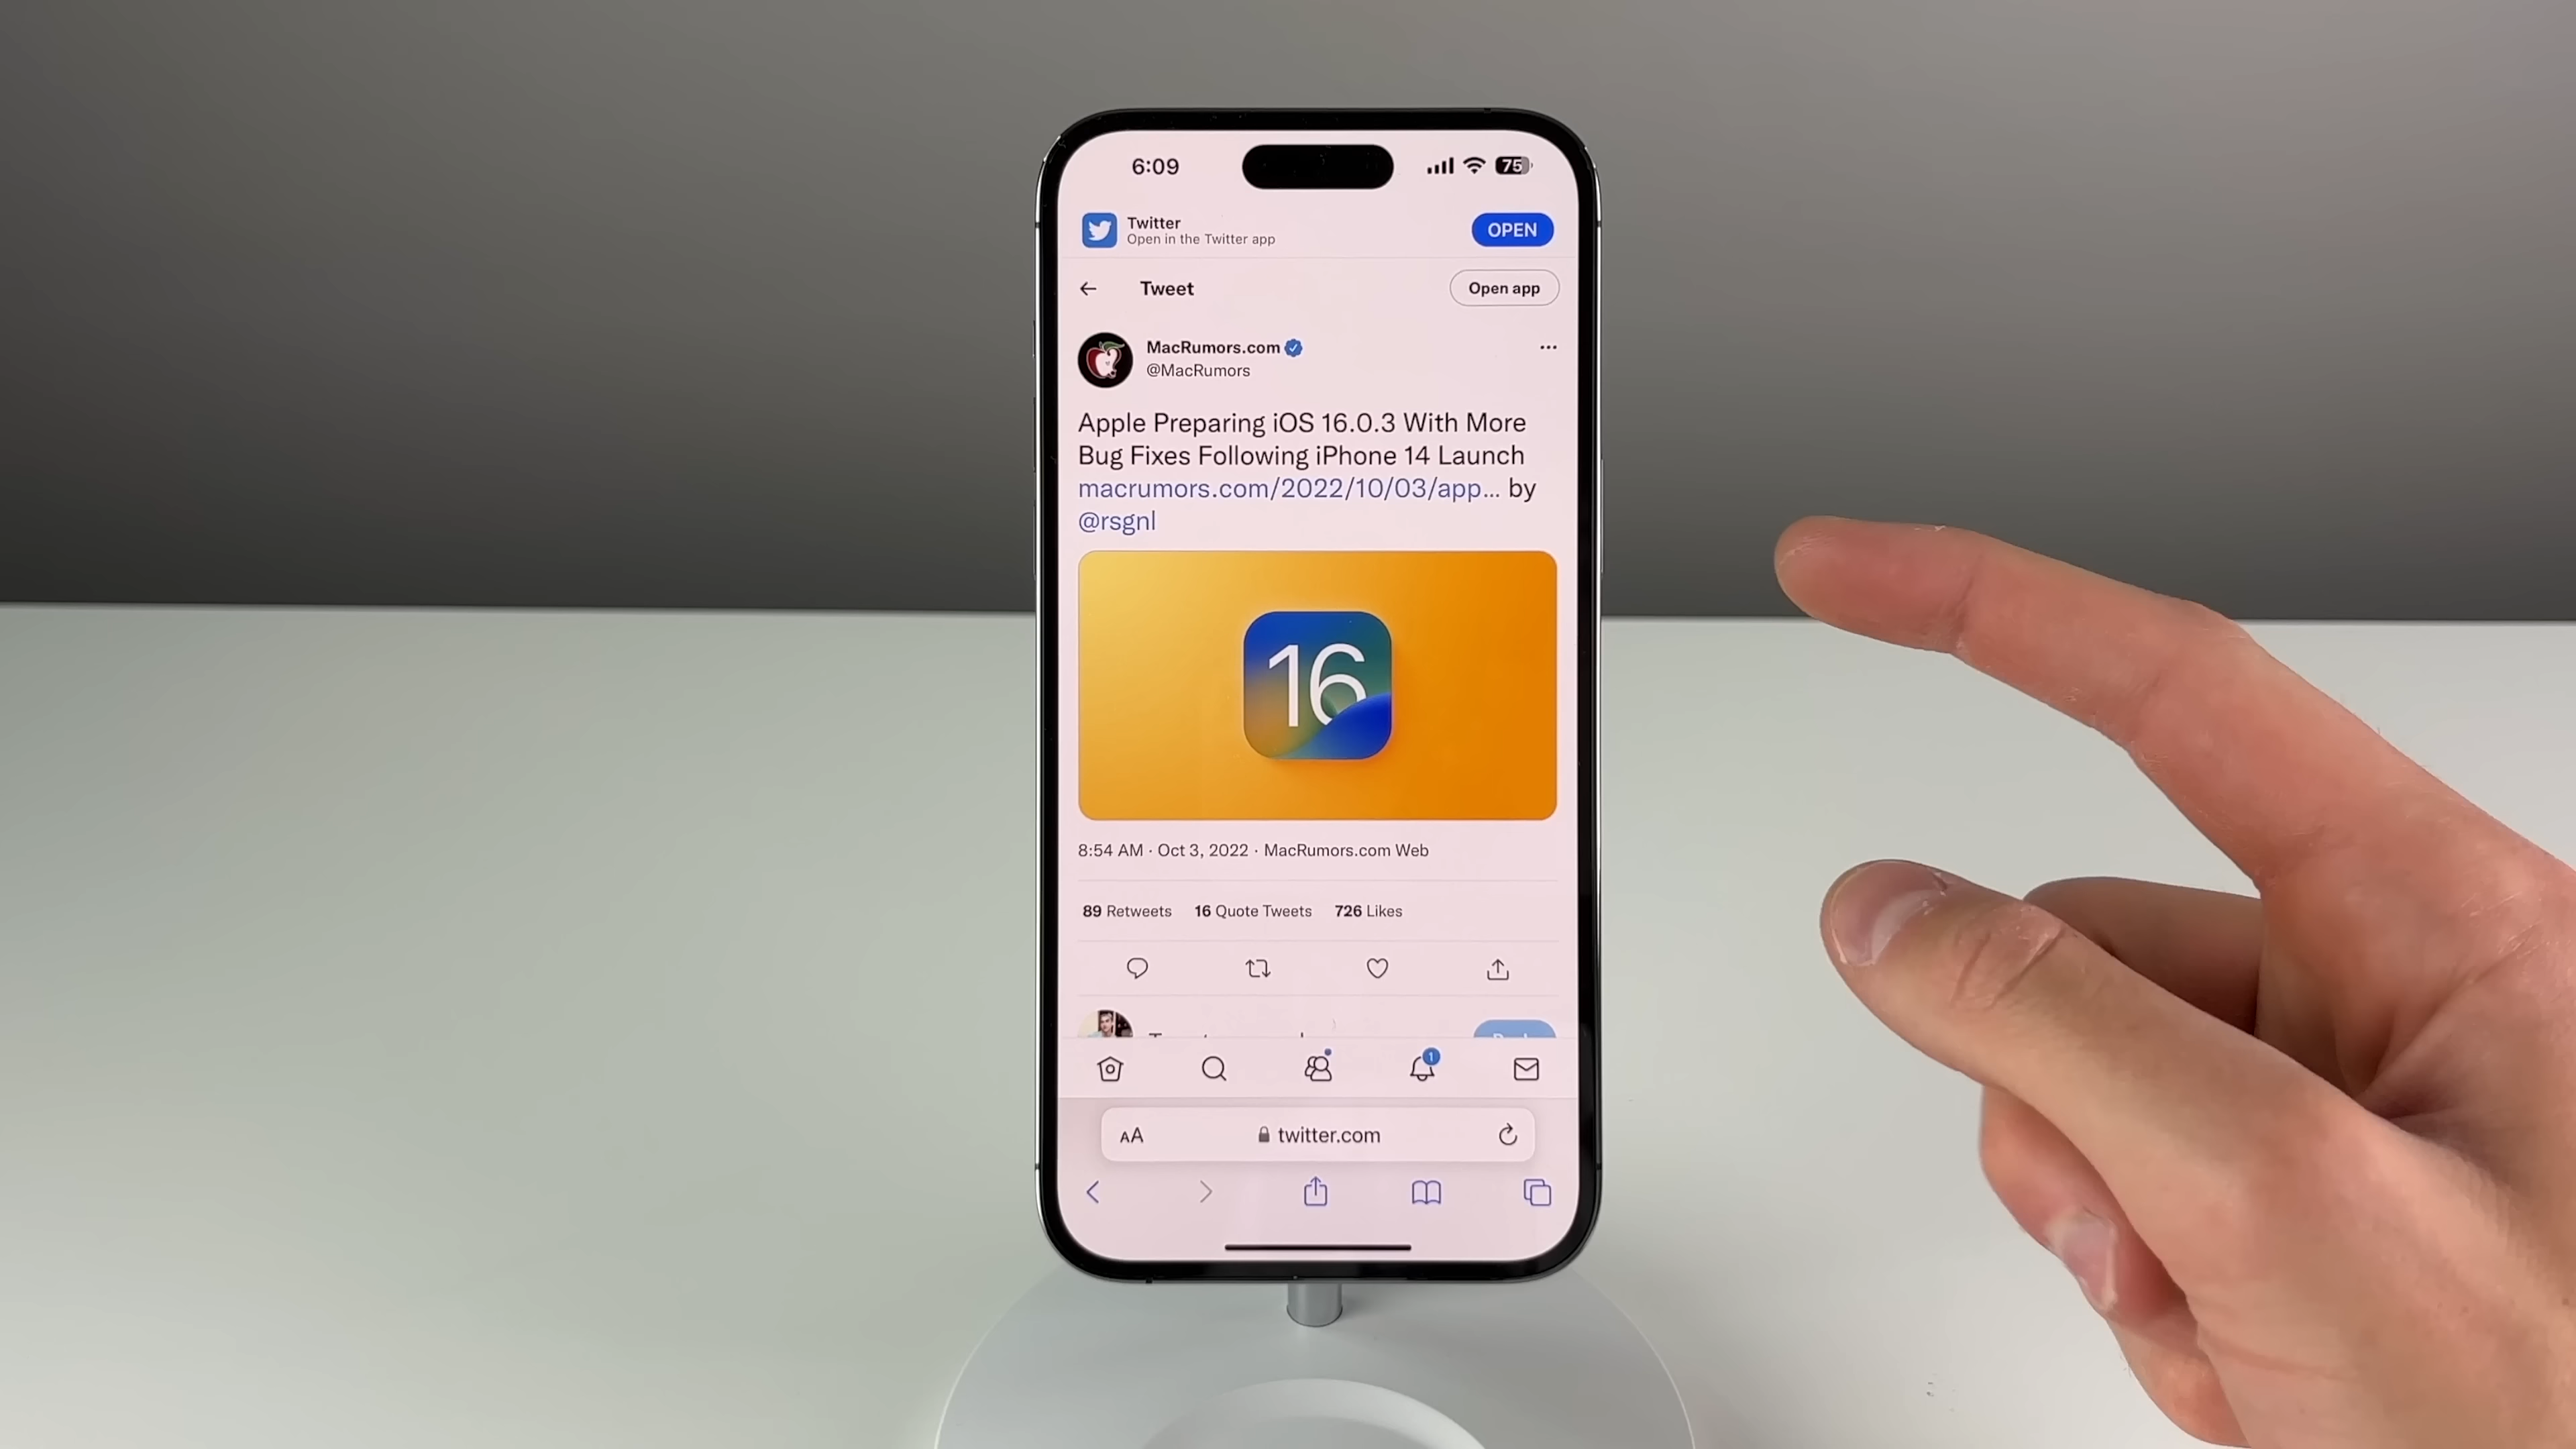 6:09
75
Twitter
Open in the Twitter app
OPEN
Tweet
Open app
MacRumors.com
@MacRumors
Apple Preparing iOS 16.0.3 With More
Bug Fixes Following iPhone 14 Launch
macrumors.com/2022/10/03/app... by
@rsgnl
16
8:54 AM · Oct 3, 2022 · MacRumors.com Web
89 Retweets 16 Quote Tweets 726 Likes
1
AA twitter.com